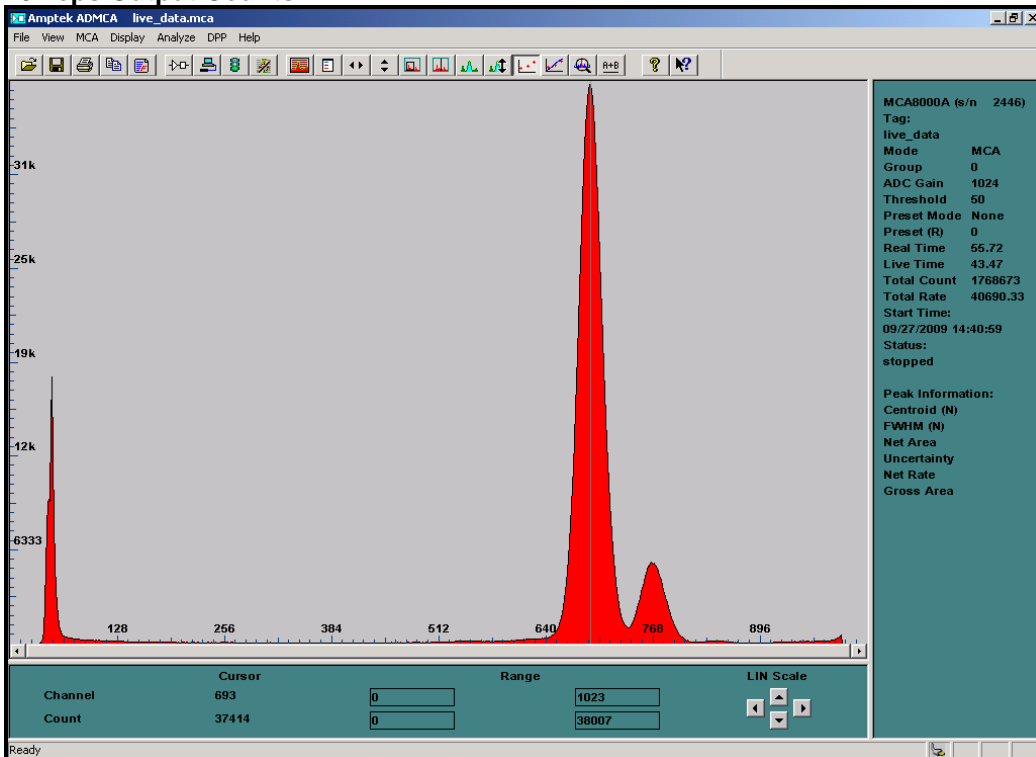 Amptek ADMCA live_data.mca
File View MCA Display Analyze DPP Help
A+B
31k
25k
19k
12k
6333
128 256 384 512 640 768 896
MCA8000A (s/n 2446)
Tag:
live_data
Mode MCA
Group 0
ADC Gain 1024
Threshold 50
Preset Mode None
Preset (R) 0
Real Time 55.72
Live Time 43.47
Total Count 1768673
Total Rate 40690.33
Start Time:
09/27/2009 14:40:59
Status:
stopped
Peak Information:
Centroid (N)
FWHM (N)
Net Area
Uncertainty
Net Rate
Gross Area
Cursor Range LIN Scale
Channel 693 0 1023
Count 37414 0 38007
Ready